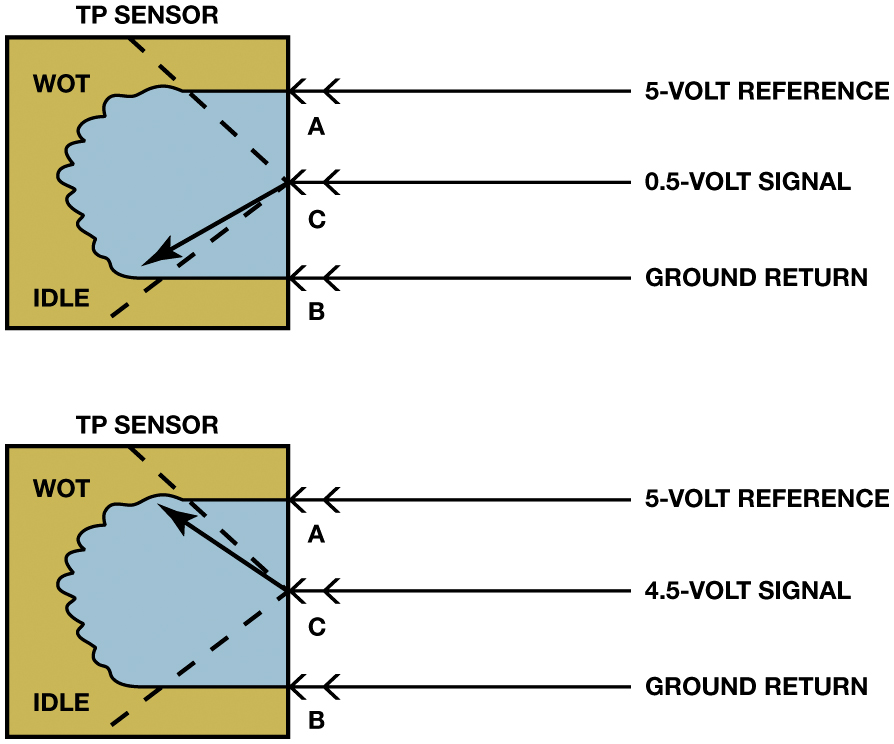 TP SENSOR
WOT
5-VOLT REFERENCE
A
0.5-VOLT SIGNAL
C
GROUND RETURN
IDLE
B
TP SENSOR
WOT
5-VOLT REFERENCE
A
4.5-VOLT SIGNAL
C
GROUND RETURN
IDLE
B